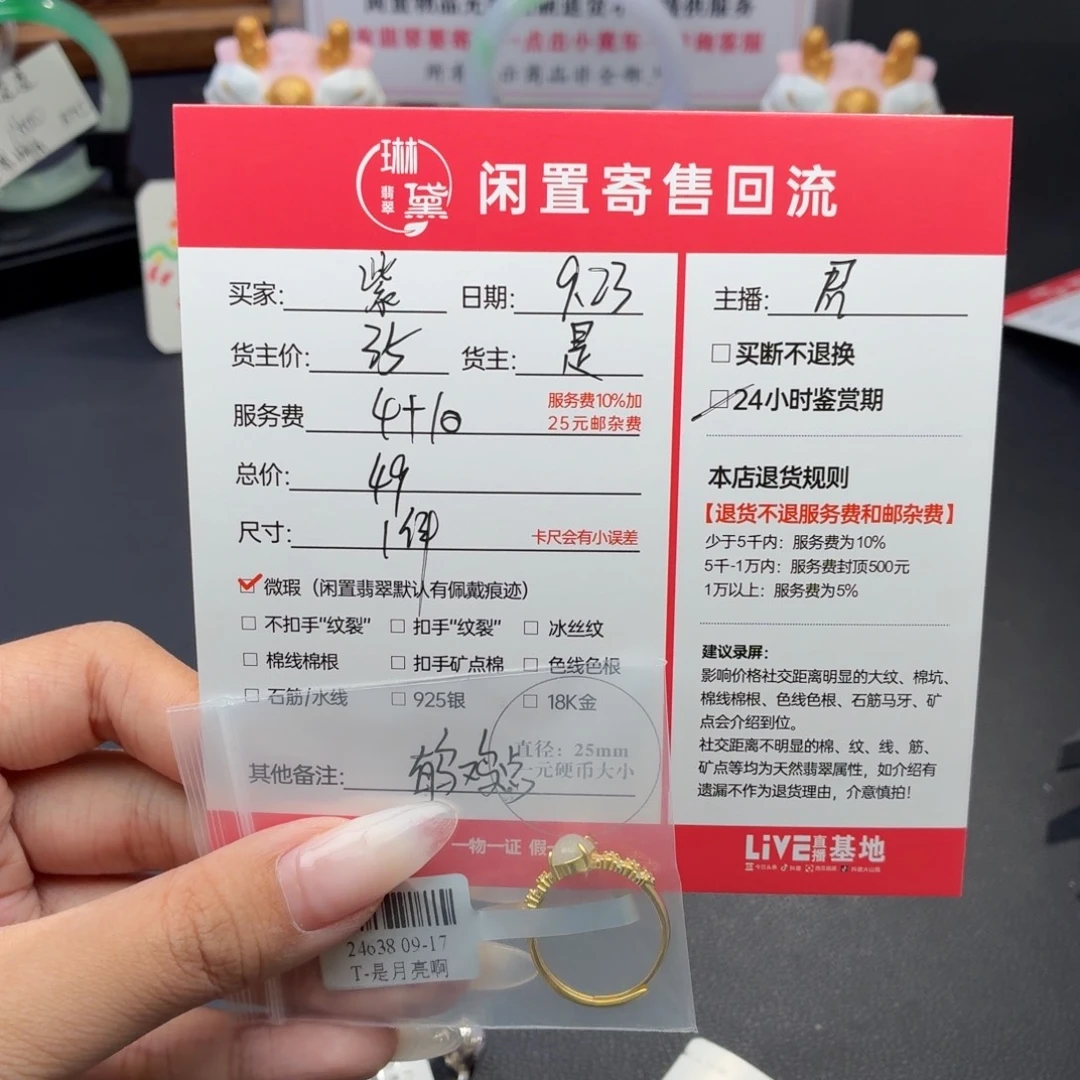 琳黛
翡翠
闲置寄售回流
买家: 紫 日期: 9.23
货主价: 35 货主: 是
服务费 4+10 服务费10%加
25元邮杂费
总价: 49
尺寸: 1件 卡尺会有小误差
微瑕（闲置翡翠默认有佩戴痕迹）
不扣手"纹裂" 扣手"纹裂" 冰丝纹
棉线棉根 扣手矿点棉 色线色根
石筋/水线 925银 18K金
其他备注:
直径：25mm
一元硬币大小
一物一证 假一
主播: 君
买断不退换
24小时鉴赏期
本店退货规则
【退货不退服务费和邮杂费】
少于5千内：服务费为10%
5千-1万内：服务费封顶500元
1万以上：服务费为5%
建议录屏：
影响价格社交距离明显的大纹、棉坑、
棉线棉根、色线色根、石筋马牙、矿
点会介绍到位。
社交距离不明显的棉、纹、线、筋、
矿点等均为天然翡翠属性，如介绍有
遗漏不作为退货理由，介意慎拍！
LIVE直播基地
24638 09-17
T-是月亮啊